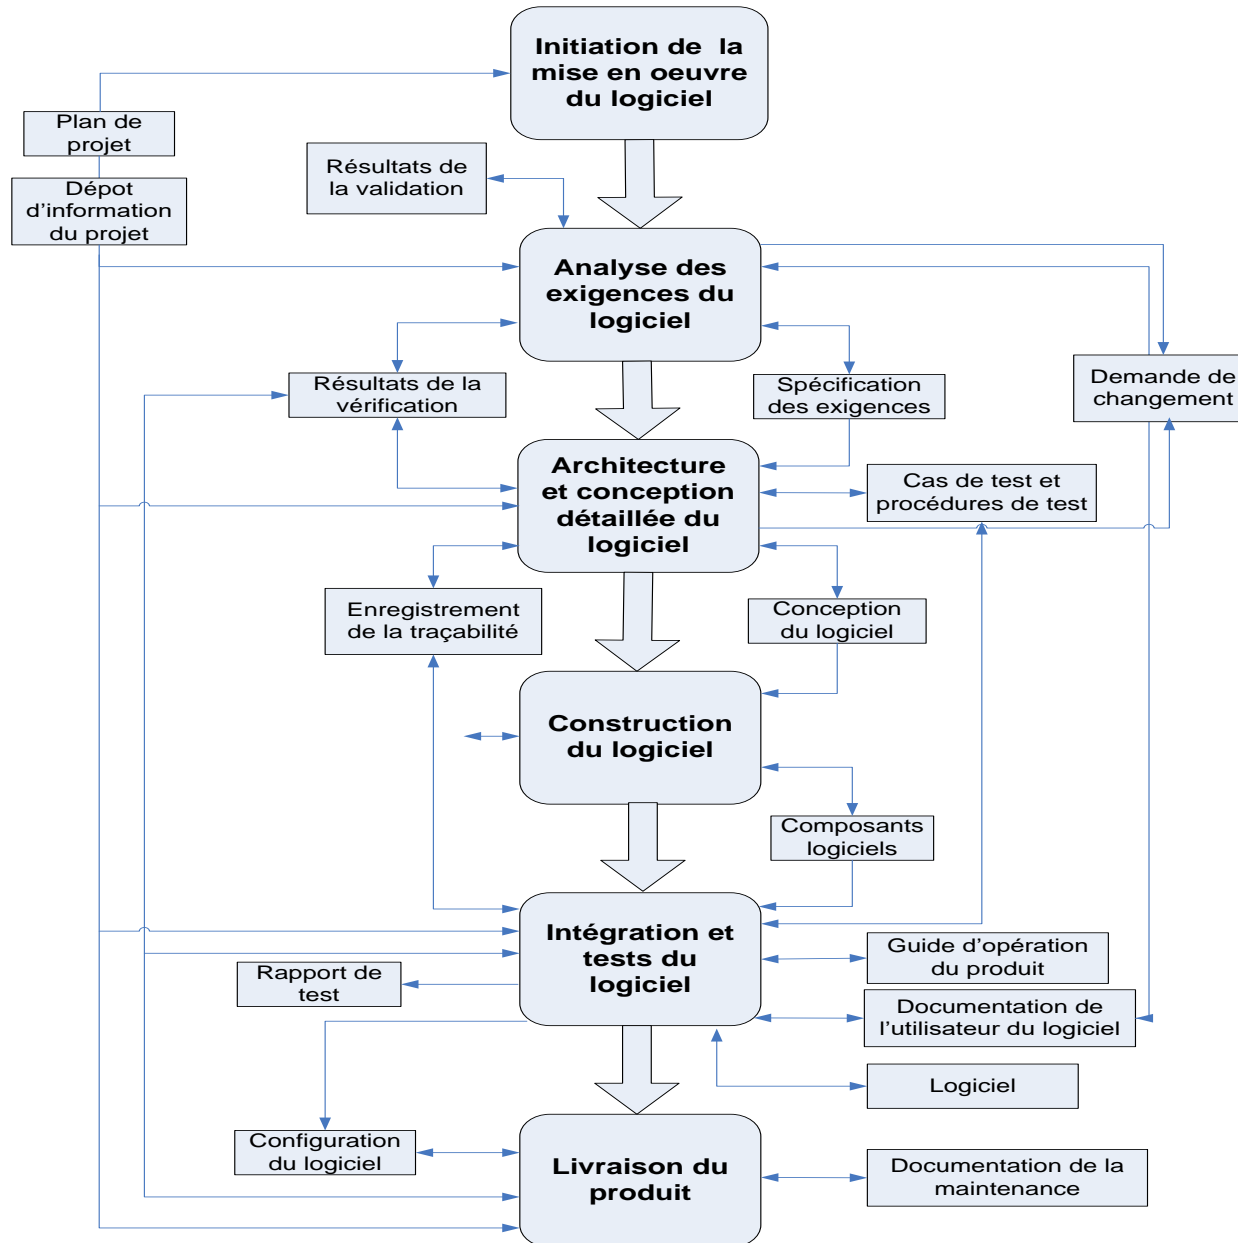 Initiation de la
mise en oeuvre
du logiciel
Plan de
projet
Dépot
d'information
du projet
Résultats de
la validation
Analyse des
exigences du
logiciel
Résultats de la
vérification
Spécification
des exigences
Demande de
changement
Architecture
et conception
détaillée du
logiciel
Cas de test et
procédures de test
Enregistrement
de la traçabilité
Conception
du logiciel
Construction
du logiciel
Composants
logiciels
Intégration et
tests du
logiciel
Guide d'opération
du produit
Rapport de
test
Documentation de
l'utilisateur du logiciel
Logiciel
Configuration
du logiciel
Livraison du
produit
Documentation de la
maintenance